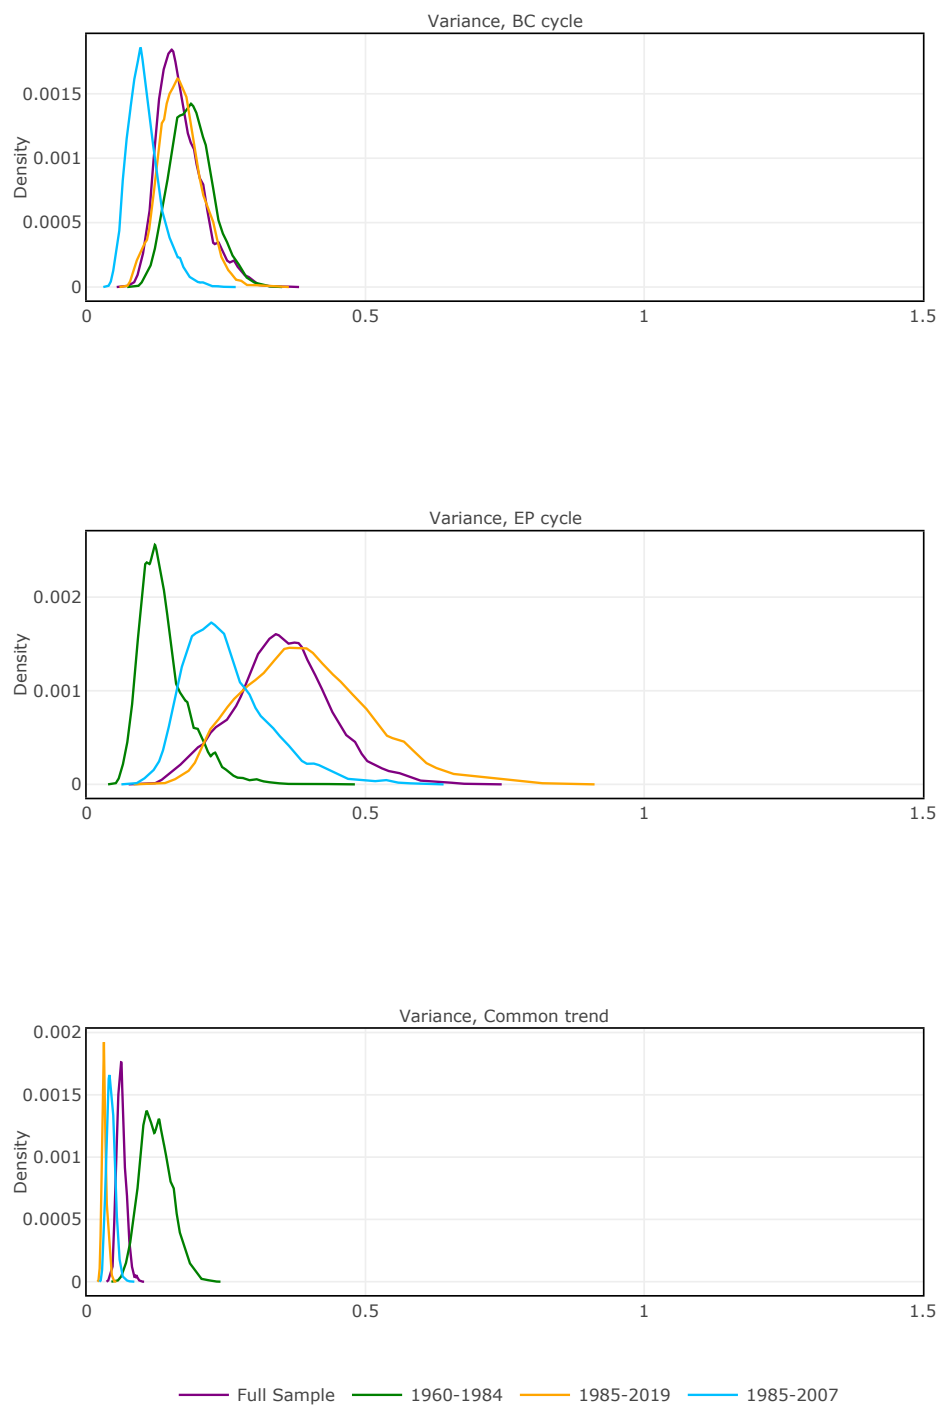 Variance, BC cycle
Density
0.0015
0.001
0.0005
0
0 0.5 1 1.5
Variance, EP cycle
Density
0.002
0.001
0
0 0.5 1 1.5
Variance, Common trend
Density
0.002
0.0015
0.001
0.0005
0
0 0.5 1 1.5
Full Sample 1960-1984 1985-2019 1985-2007